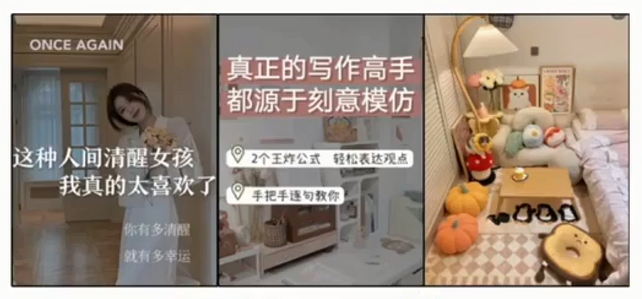 ONCE AGAIN
这种人间清醒女孩
我真的太喜欢了
你有多清醒
就有多幸运
真正的写作高手
都源于刻意模仿
2个王炸公式 轻松表达观点
手把手逐句教你